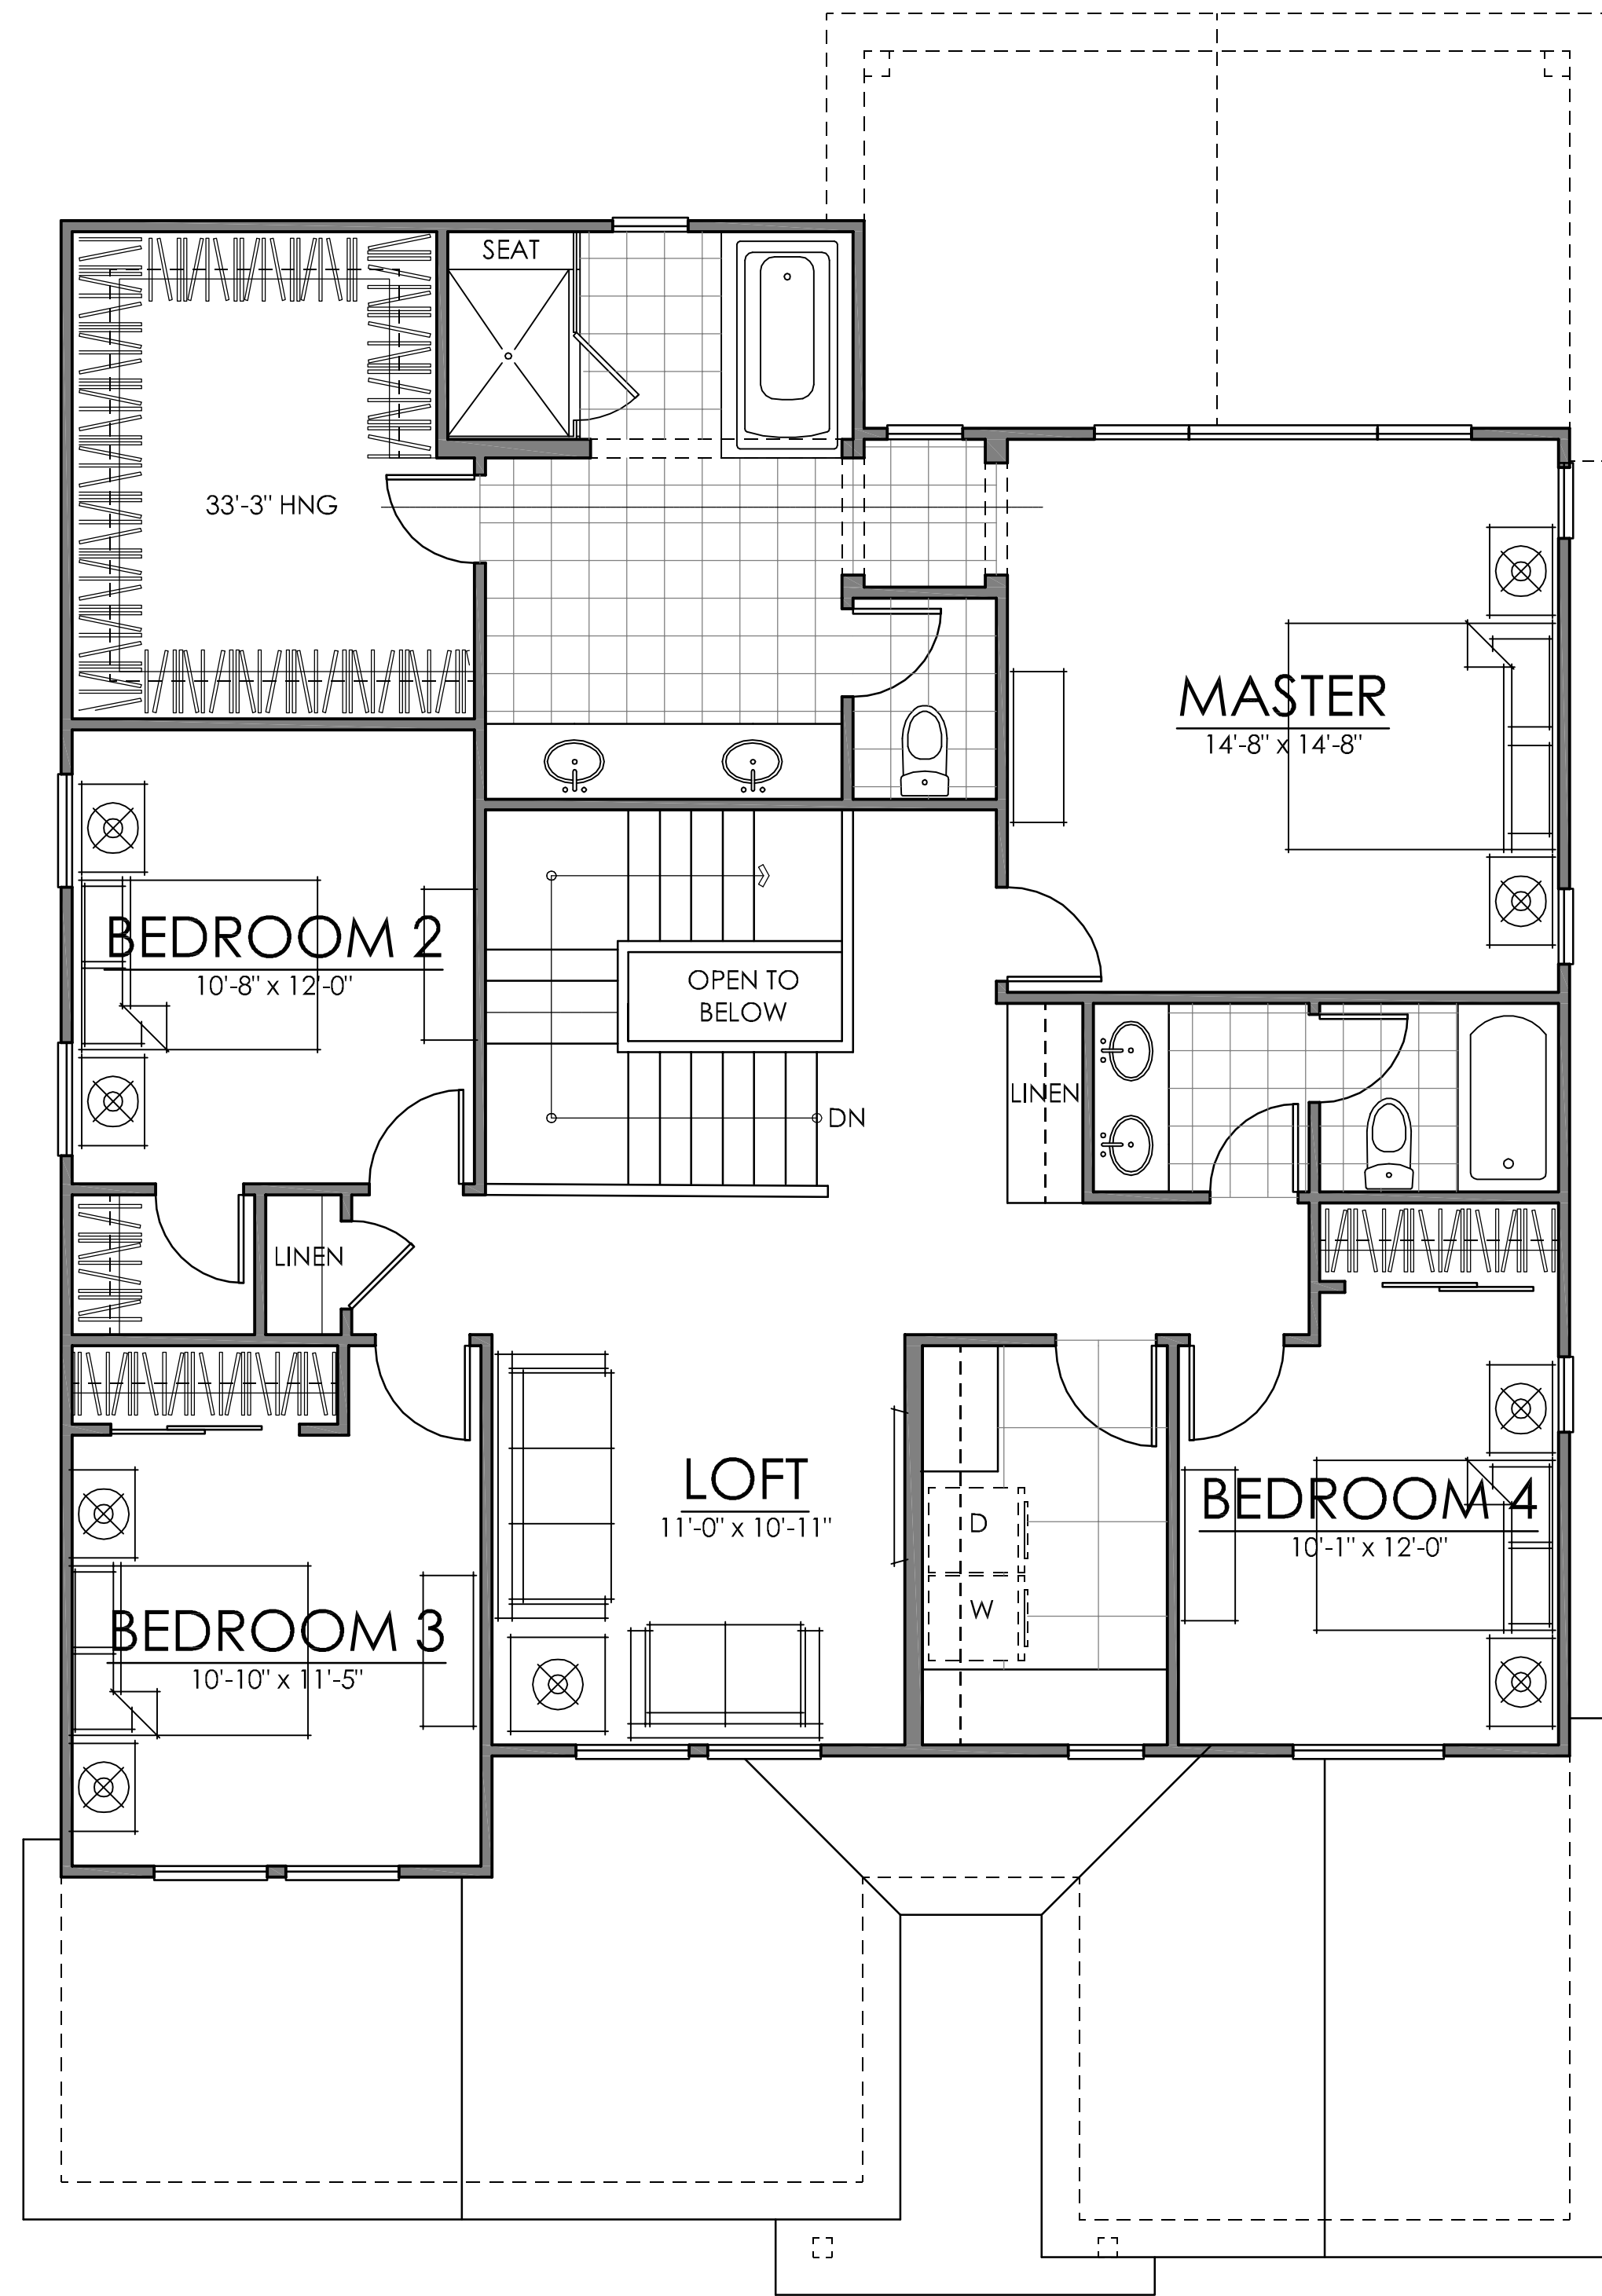 SEAT
33'-3" HNG
MASTER
14'-8" x 14'-8"
BEDROOM 2
10'-8" x 12'-0"
OPEN TO
BELOW
LINEN
DN
LINEN
LOFT
11'-0" x 10'-11"
D
W
BEDROOM 4
10'-1" x 12'-0"
BEDROOM 3
10'-10" x 11'-5"